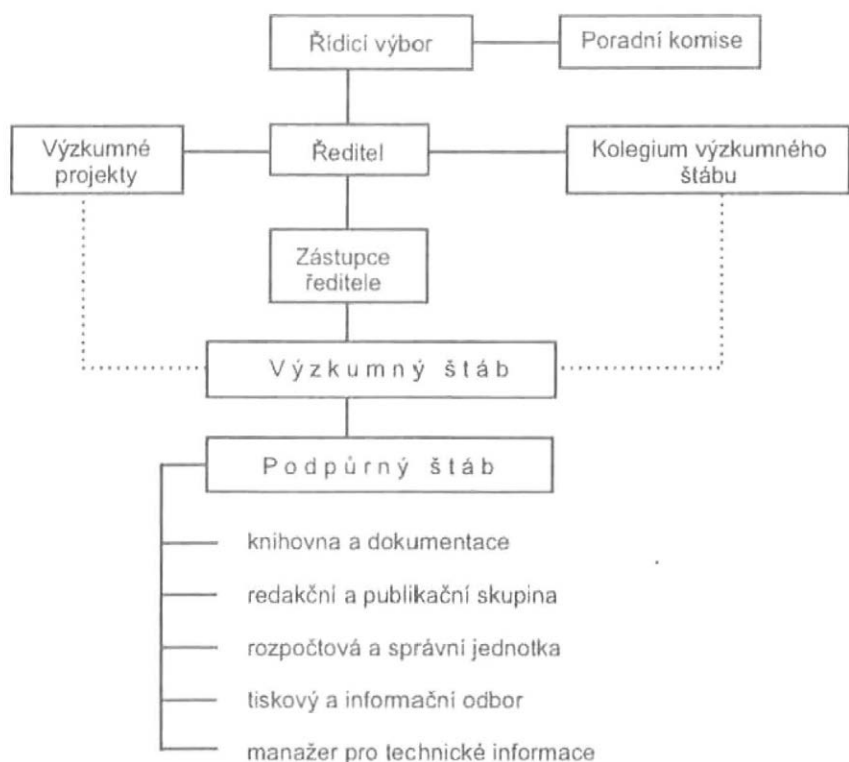 Řídicí výbor
Poradní komise
Výzkumné
projekty
Ředitel
Kolegium výzkumného
štábu
Zástupce
ředitele
Výzkumný štáb
Podpůrný štáb
knihovna a dokumentace
redakční a publikační skupina
rozpočtová a správní jednotka
tiskový a informační odbor
manažer pro technické informace